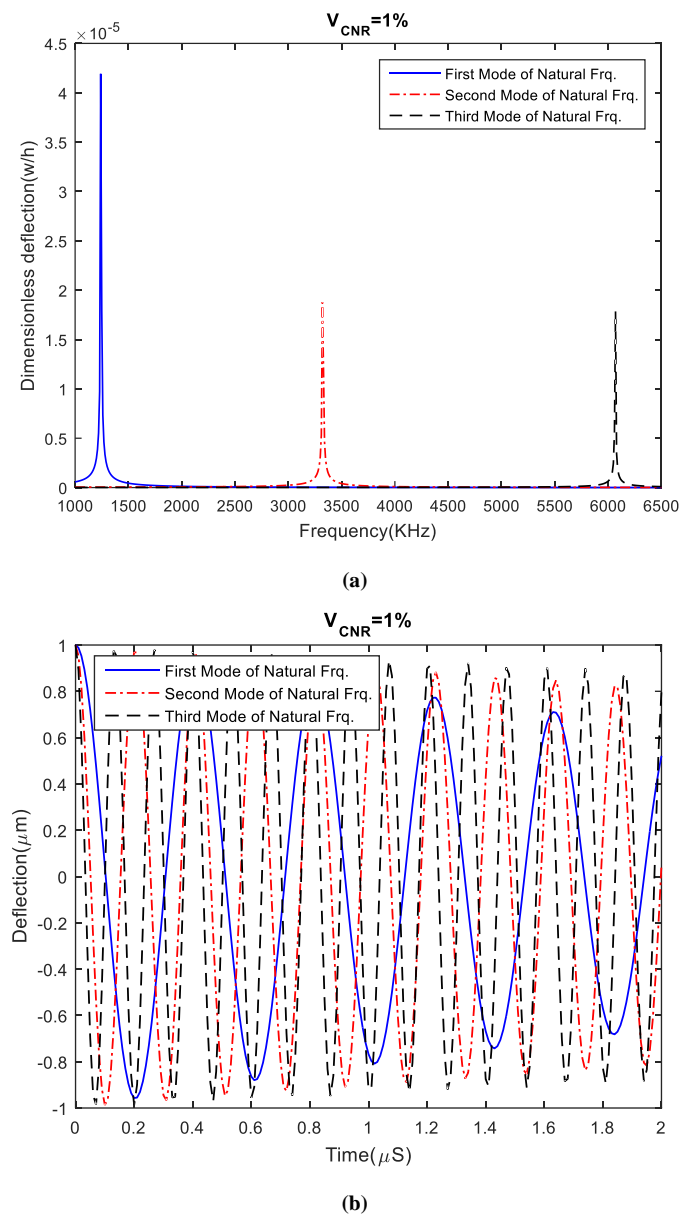 V_CNR=1%
×10^-5
4.5
4
3.5
3
2.5
2
1.5
1
0.5
0
Dimensionless deflection(w/h)
First Mode of Natural Frq.
Second Mode of Natural Frq.
Third Mode of Natural Frq.
1000 1500 2000 2500 3000 3500 4000 4500 5000 5500 6000 6500
Frequency(KHz)
(a)
V_CNR=1%
1
0.8
0.6
0.4
0.2
0
-0.2
-0.4
-0.6
-0.8
-1
Deflection(μm)
First Mode of Natural Frq.
Second Mode of Natural Frq.
Third Mode of Natural Frq.
0 0.2 0.4 0.6 0.8 1 1.2 1.4 1.6 1.8 2
Time(μS)
(b)